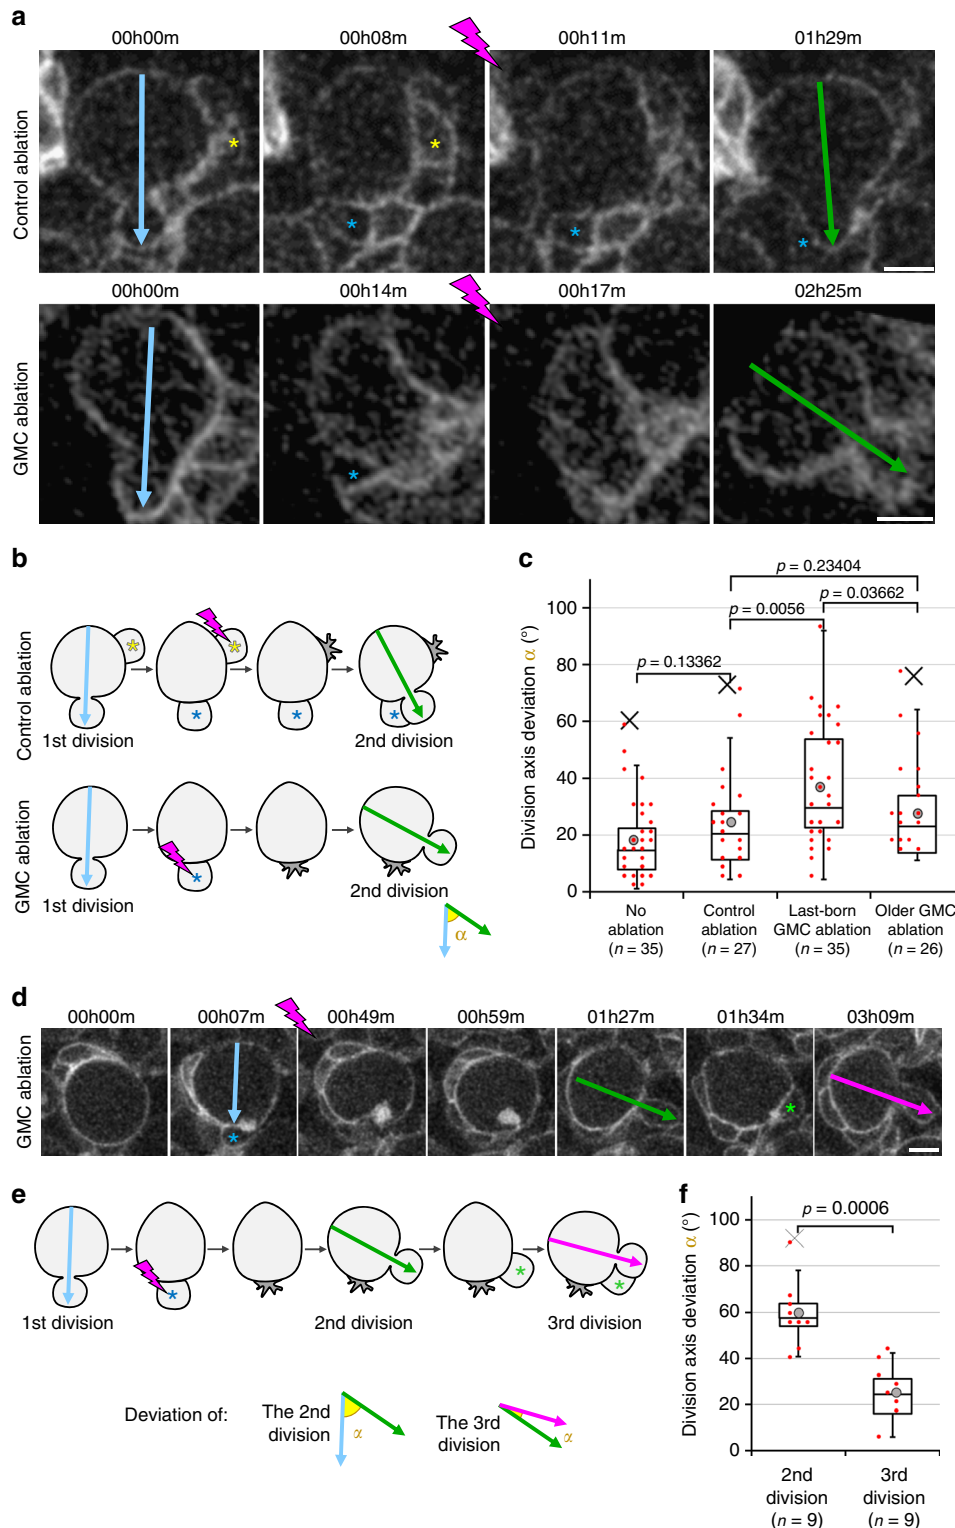 a
00h00m 00h08m 00h11m 01h29m
Control ablation
*
*
*
*
*
00h00m 00h14m 00h17m 02h25m
GMC ablation
*
b
Control ablation
* * *
* * *
1st division 2nd division
GMC ablation
*
1st division 2nd division
α
c
p = 0.23404
p = 0.03662
p = 0.0056
p = 0.13362
Division axis deviation α (°)
100
80
60
40
20
0
No ablation (n = 35)
Control ablation (n = 27)
Last-born GMC ablation (n = 35)
Older GMC ablation (n = 26)
d
00h00m 00h07m 00h49m 00h59m 01h27m 01h34m 03h09m
GMC ablation
* *
e
* * *
1st division 2nd division 3rd division
Deviation of: The 2nd division α The 3rd division α
f
p = 0.0006
Division axis deviation α (°)
100
80
60
40
20
0
2nd division (n = 9)
3rd division (n = 9)